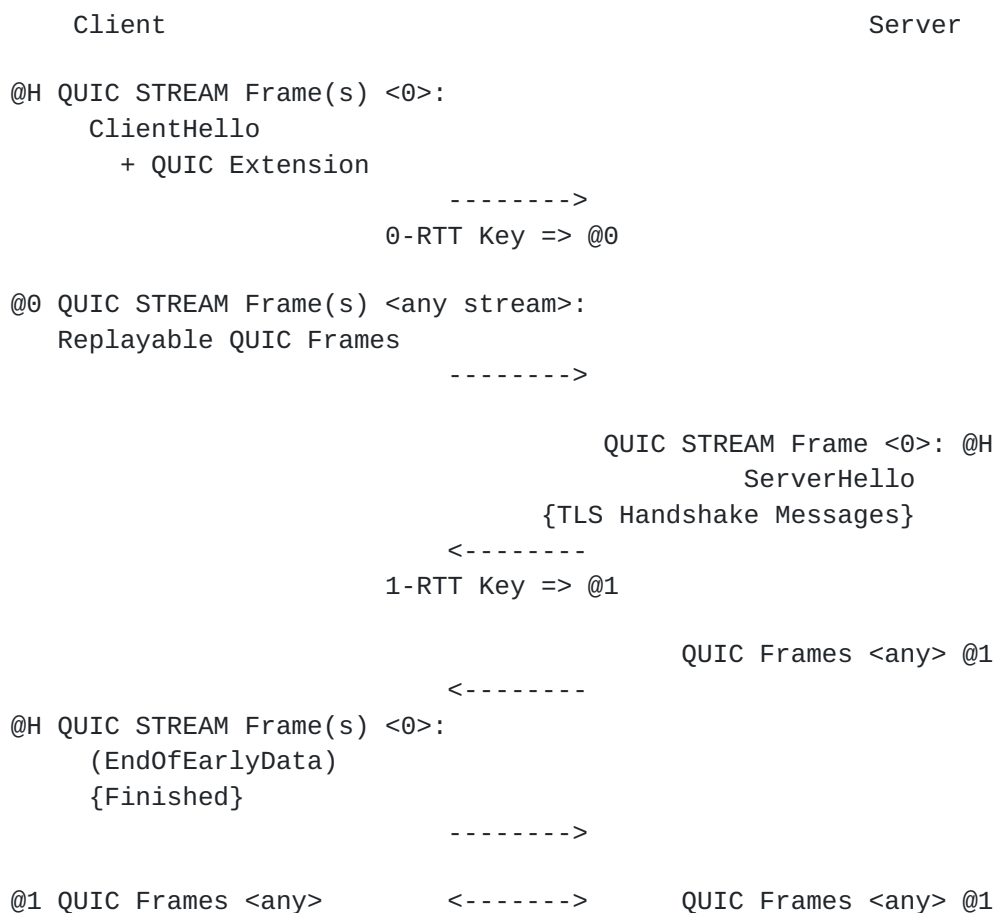 Client Server
@H QUIC STREAM Frame(s) <0>:
ClientHello
+ QUIC Extension
-------->
0-RTT Key => @0
@0 QUIC STREAM Frame(s) <any stream>:
Replayable QUIC Frames
-------->
QUIC STREAM Frame <0>: @H
ServerHello
{TLS Handshake Messages}
<--------
1-RTT Key => @1
QUIC Frames <any> @1
<--------
@H QUIC STREAM Frame(s) <0>:
(EndOfEarlyData)
{Finished}
-------->
@1 QUIC Frames <any> <-------> QUIC Frames <any> @1